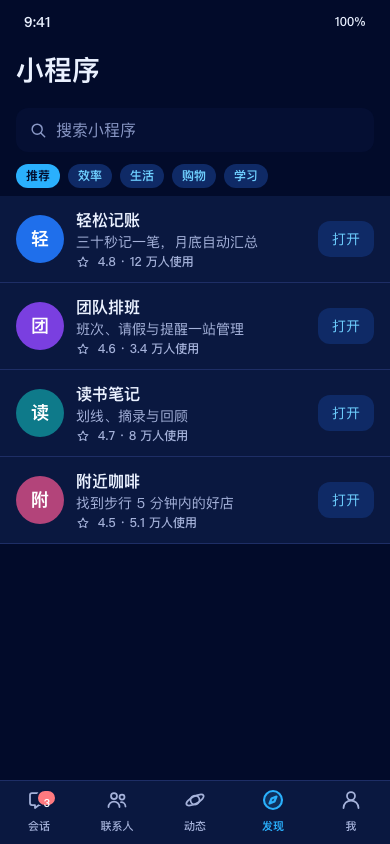 9:41
100%
小程序
搜索小程序
推荐
效率
生活
购物
学习
轻
轻松记账
三十秒记一笔，月底自动汇总
4.8 · 12 万人使用
打开
团
团队排班
班次、请假与提醒一站管理
4.6 · 3.4 万人使用
打开
读
读书笔记
划线、摘录与回顾
4.7 · 8 万人使用
打开
附
附近咖啡
找到步行 5 分钟内的好店
4.5 · 5.1 万人使用
打开
3
会话
联系人
动态
发现
我